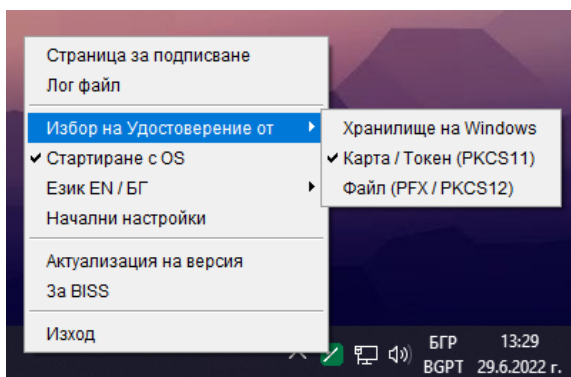 Страница за подписване
Лог файл
Избор на Удостоверение от
Хранилище на Windows
Стартиране с OS
Карта / Токен (PKCS11)
Език EN / БГ
Файл (PFX / PKCS12)
Начални настройки
Актуализация на версия
За BISS
Изход
БГР 13:29
BGPT 29.6.2022 г.